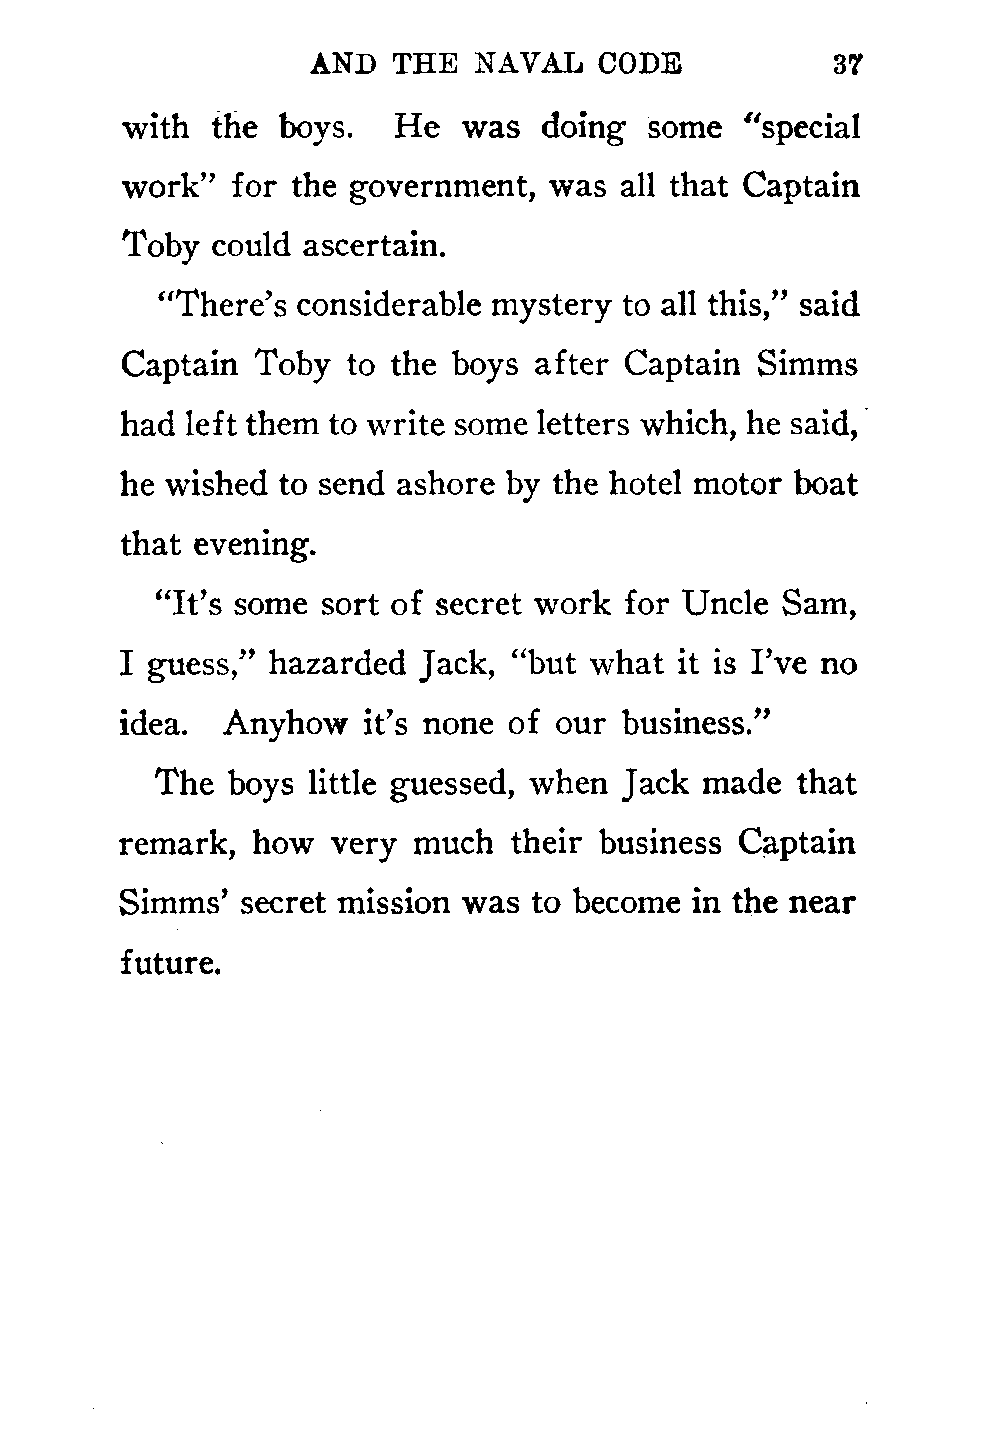 AND THE NAVAL CODE 37
with the boys. He was doing some “special
work” for the government, was all that Captain
Toby could ascertain.
“There’s considerable mystery to all this,” said
Captain Toby to the boys after Captain Simms
had left them to write some letters which, he said,
he wished to send ashore by the hotel motor boat
that evening.
“It’s some sort of secret work for Uncle Sam,
I guess,” hazarded Jack, “but what it is I’ve no
idea. Anyhow it’s none of our business.”
The boys little guessed, when Jack made that
remark, how very much their business Captain
Simms’ secret mission was to become in the near
future.